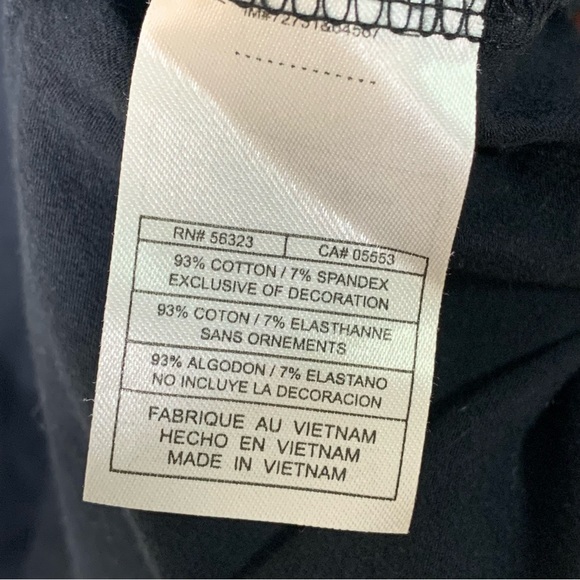 RN# 56323 CA# 05553
93% COTTON / 7% SPANDEX
EXCLUSIVE OF DECORATION
93% COTON / 7% ELASTHANNE
SANS ORNEMENTS
93% ALGODON / 7% ELASTANO
NO INCLUYE LA DECORACION
FABRIQUE AU VIETNAM
HECHO EN VIETNAM
MADE IN VIETNAM